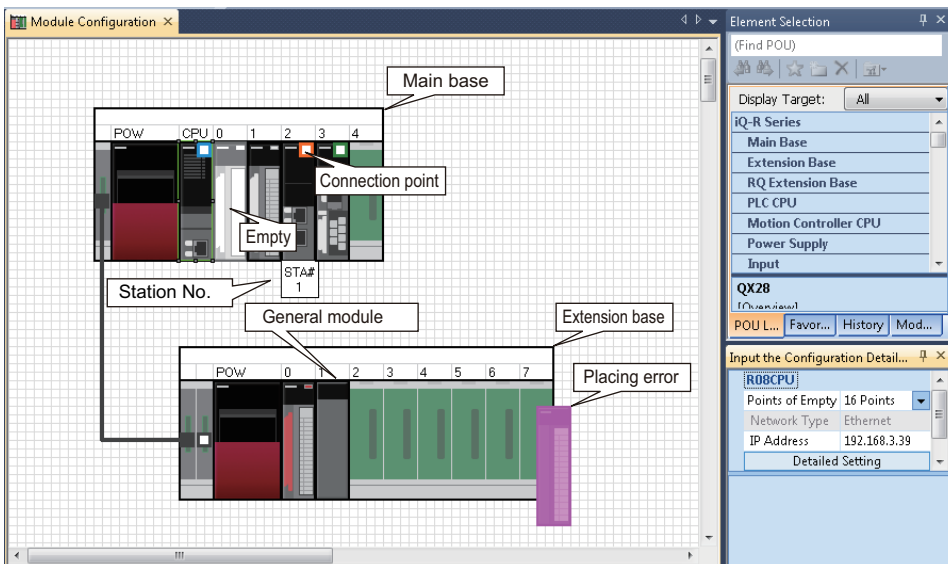 Module Configuration
Element Selection
(Find POU)
Display Target: All
iQ-R Series
Main Base
Extension Base
RQ Extension Base
PLC CPU
Motion Controller CPU
Power Supply
Input
QX28
[Overview]
POU L... Favor... History Mod...
Input the Configuration Detail...
R08CPU
Points of Empty 16 Points
Network Type Ethernet
IP Address 192.168.3.39
Detailed Setting
Main base
POW CPU 0 1 2 3 4
Connection point
Empty
STA#
1
Station No.
General module
Extension base
POW 0 1 2 3 4 5 6 7
Placing error